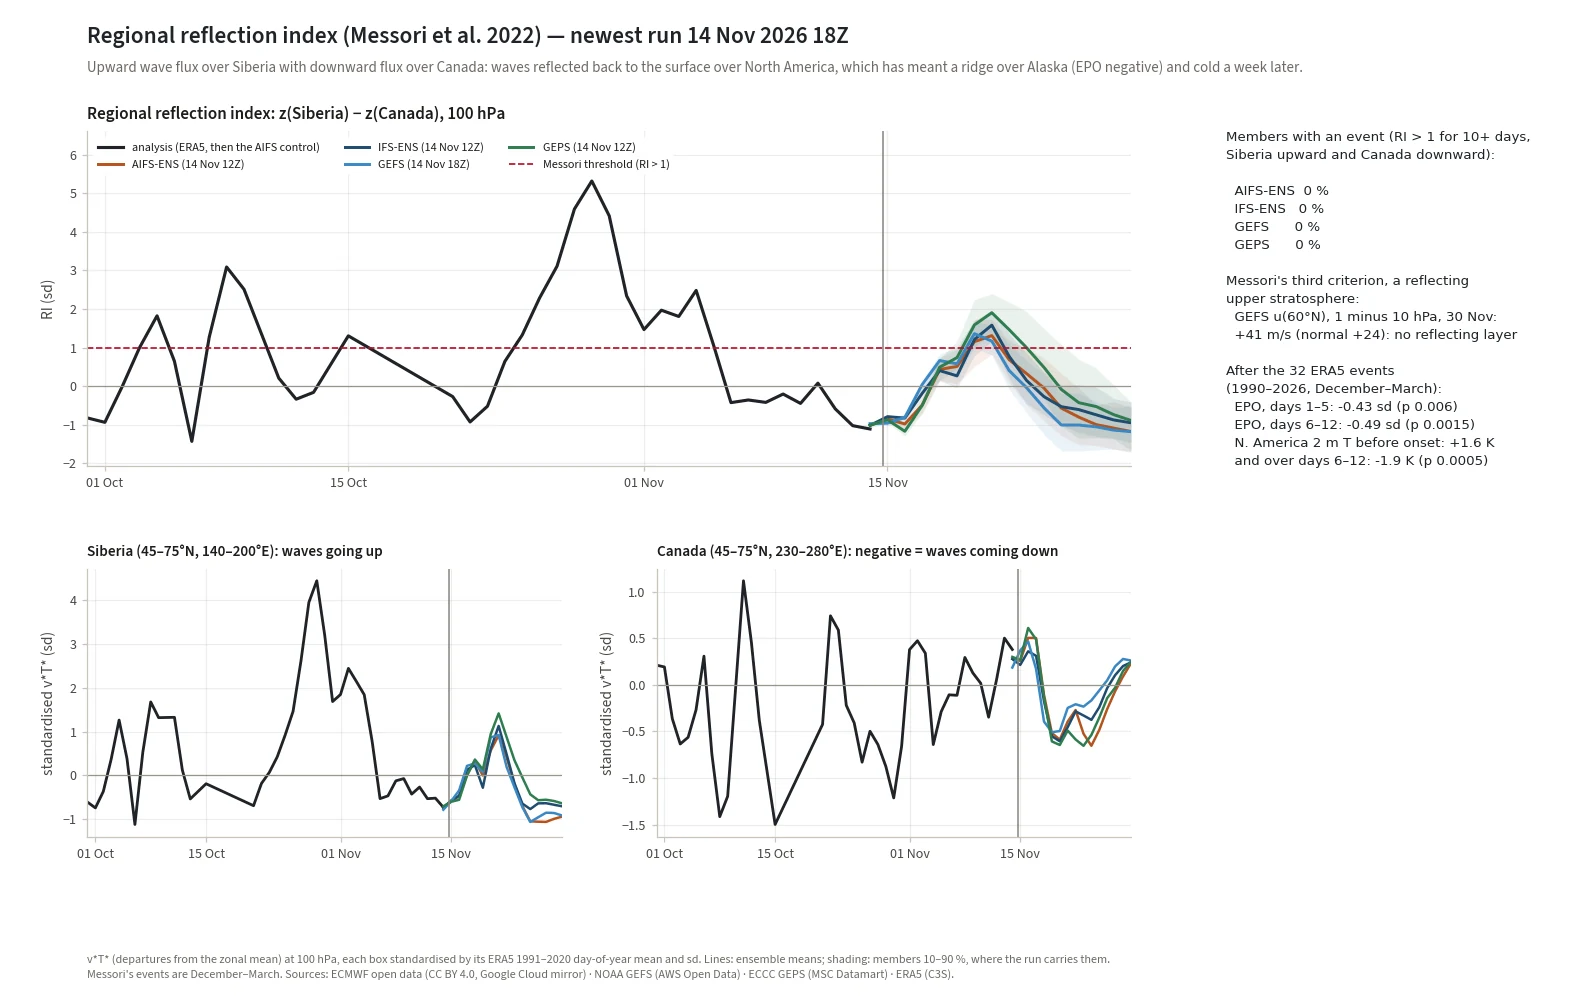 Regional reflection index (Messori et al. 2022) — newest run 14 Nov 2026 18Z
Upward wave flux over Siberia with downward flux over Canada: waves reflected back to the surface over North America, which has meant a ridge over Alaska (EPO negative) and cold a week later.
Regional reflection index: z(Siberia) − z(Canada), 100 hPa
analysis (ERA5, then the AIFS control)
AIFS-ENS (14 Nov 12Z)
IFS-ENS (14 Nov 12Z)
GEFS (14 Nov 18Z)
GEPS (14 Nov 12Z)
Messori threshold (RI > 1)
RI (sd)
6
5
4
3
2
1
0
−1
−2
01 Oct
15 Oct
01 Nov
15 Nov
Members with an event (RI > 1 for 10+ days,
Siberia upward and Canada downward):
AIFS-ENS 0 %
IFS-ENS 0 %
GEFS 0 %
GEPS 0 %
Messori's third criterion, a reflecting
upper stratosphere:
GEFS u(60°N), 1 minus 10 hPa, 30 Nov:
+41 m/s (normal +24): no reflecting layer
After the 32 ERA5 events
(1990–2026, December–March):
EPO, days 1–5: -0.43 sd (p 0.006)
EPO, days 6–12: -0.49 sd (p 0.0015)
N. America 2 m T before onset: +1.6 K
and over days 6–12: -1.9 K (p 0.0005)
Siberia (45–75°N, 140–200°E): waves going up
standardised v*T* (sd)
4
3
2
1
0
−1
01 Oct
15 Oct
01 Nov
15 Nov
Canada (45–75°N, 230–280°E): negative = waves coming down
standardised v*T* (sd)
1.0
0.5
0.0
−0.5
−1.0
−1.5
01 Oct
15 Oct
01 Nov
15 Nov
v*T* (departures from the zonal mean) at 100 hPa, each box standardised by its ERA5 1991–2020 day-of-year mean and sd. Lines: ensemble means; shading: members 10–90 %, where the run carries them.
Messori's events are December–March. Sources: ECMWF open data (CC BY 4.0, Google Cloud mirror) · NOAA GEFS (AWS Open Data) · ECCC GEPS (MSC Datamart) · ERA5 (C3S).